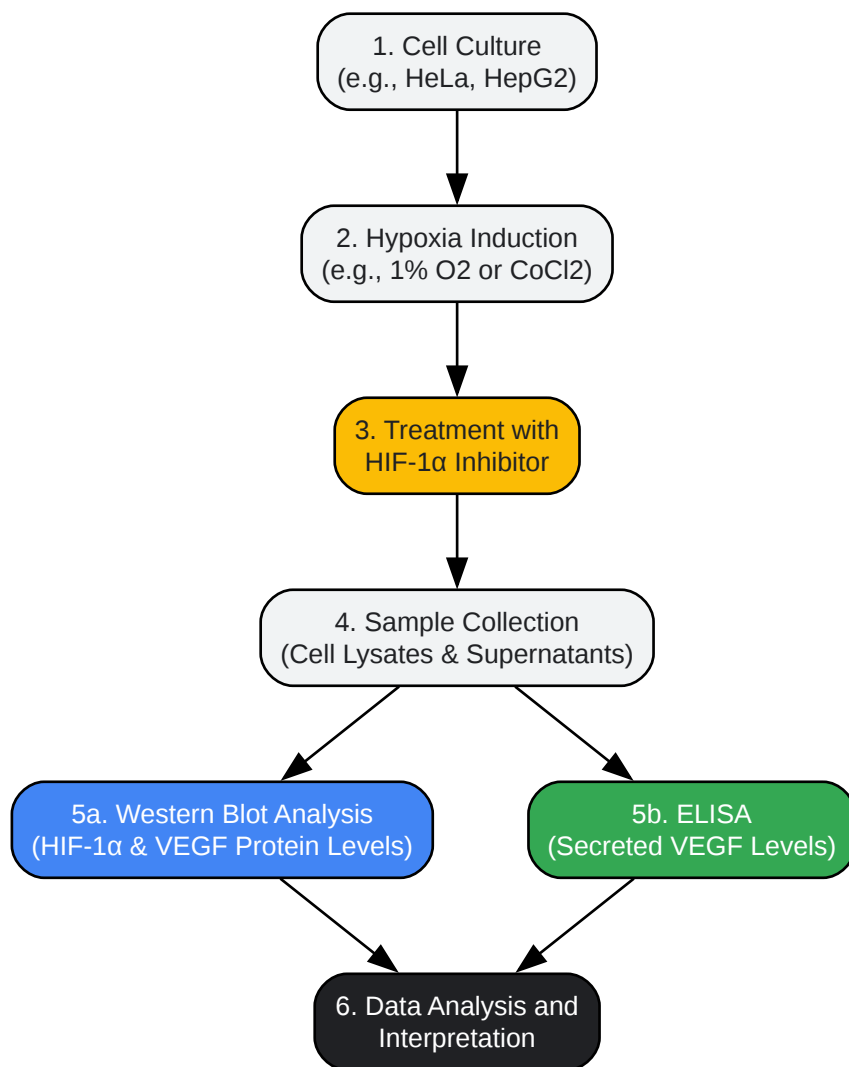 1. Cell Culture
(e.g., HeLa, HepG2)
2. Hypoxia Induction
(e.g., 1% O2 or CoCl2)
3. Treatment with
HIF-1α Inhibitor
4. Sample Collection
(Cell Lysates & Supernatants)
5a. Western Blot Analysis
(HIF-1α & VEGF Protein Levels)
5b. ELISA
(Secreted VEGF Levels)
6. Data Analysis and
Interpretation